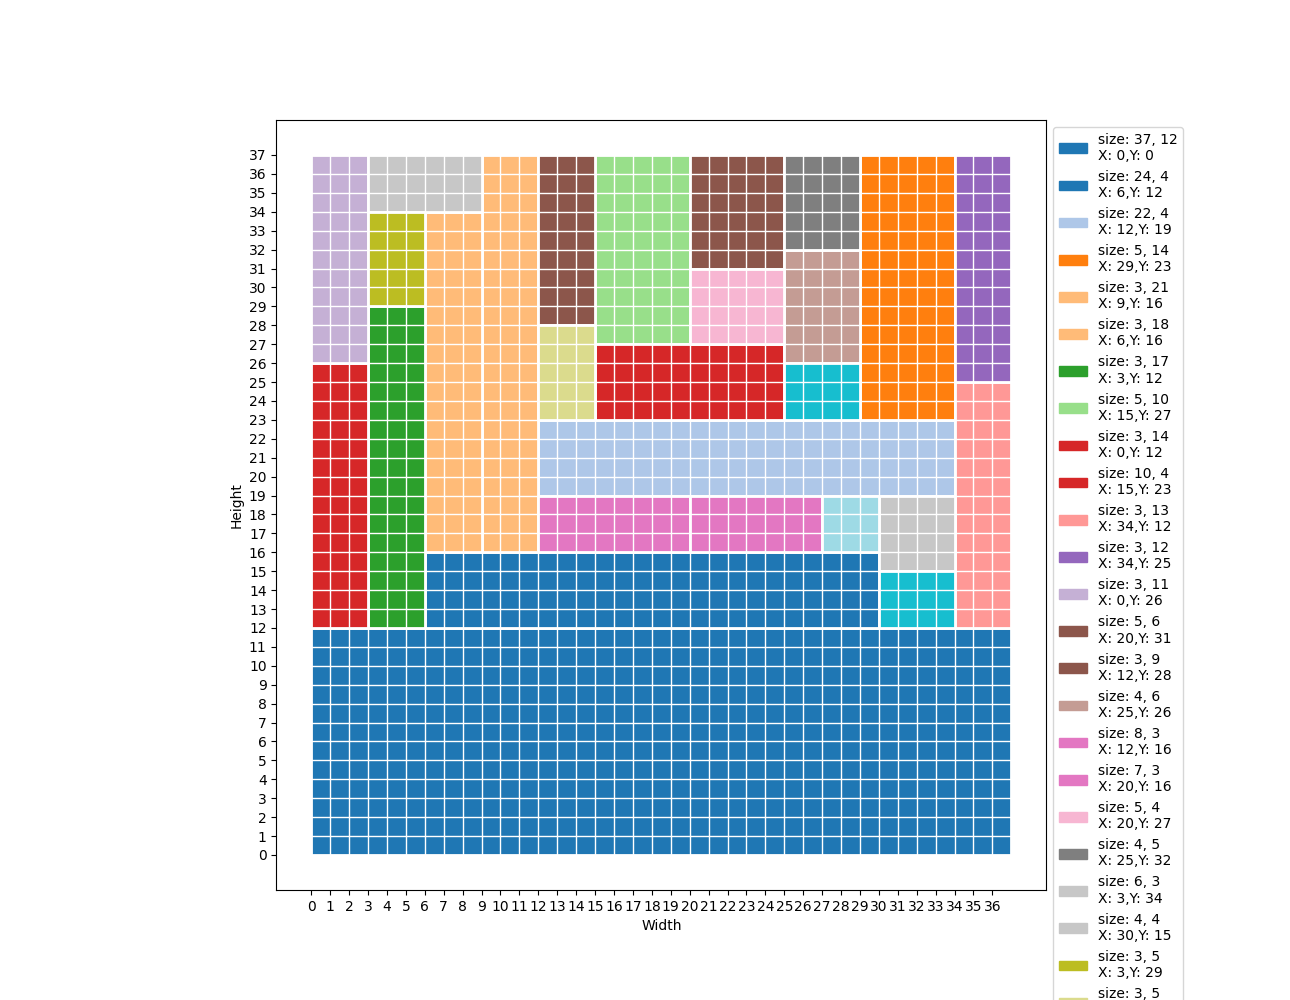 37
36
35
34
33
32
31
30
29
28
27
26
25
24
23
22
21
20
19
18
17
16
15
14
13
12
11
10
9
8
7
6
5
4
3
2
1
0
Height
0 1 2 3 4 5 6 7 8 9 10 11 12 13 14 15 16 17 18 19 20 21 22 23 24 25 26 27 28 29 30 31 32 33 34 35 36
Width
size: 37, 12
X: 0,Y: 0
size: 24, 4
X: 6,Y: 12
size: 22, 4
X: 12,Y: 19
size: 5, 14
X: 29,Y: 23
size: 3, 21
X: 9,Y: 16
size: 3, 18
X: 6,Y: 16
size: 3, 17
X: 3,Y: 12
size: 5, 10
X: 15,Y: 27
size: 3, 14
X: 0,Y: 12
size: 10, 4
X: 15,Y: 23
size: 3, 13
X: 34,Y: 12
size: 3, 12
X: 34,Y: 25
size: 3, 11
X: 0,Y: 26
size: 5, 6
X: 20,Y: 31
size: 3, 9
X: 12,Y: 28
size: 4, 6
X: 25,Y: 26
size: 8, 3
X: 12,Y: 16
size: 7, 3
X: 20,Y: 16
size: 5, 4
X: 20,Y: 27
size: 4, 5
X: 25,Y: 32
size: 6, 3
X: 3,Y: 34
size: 4, 4
X: 30,Y: 15
size: 3, 5
X: 3,Y: 29
size: 3, 5